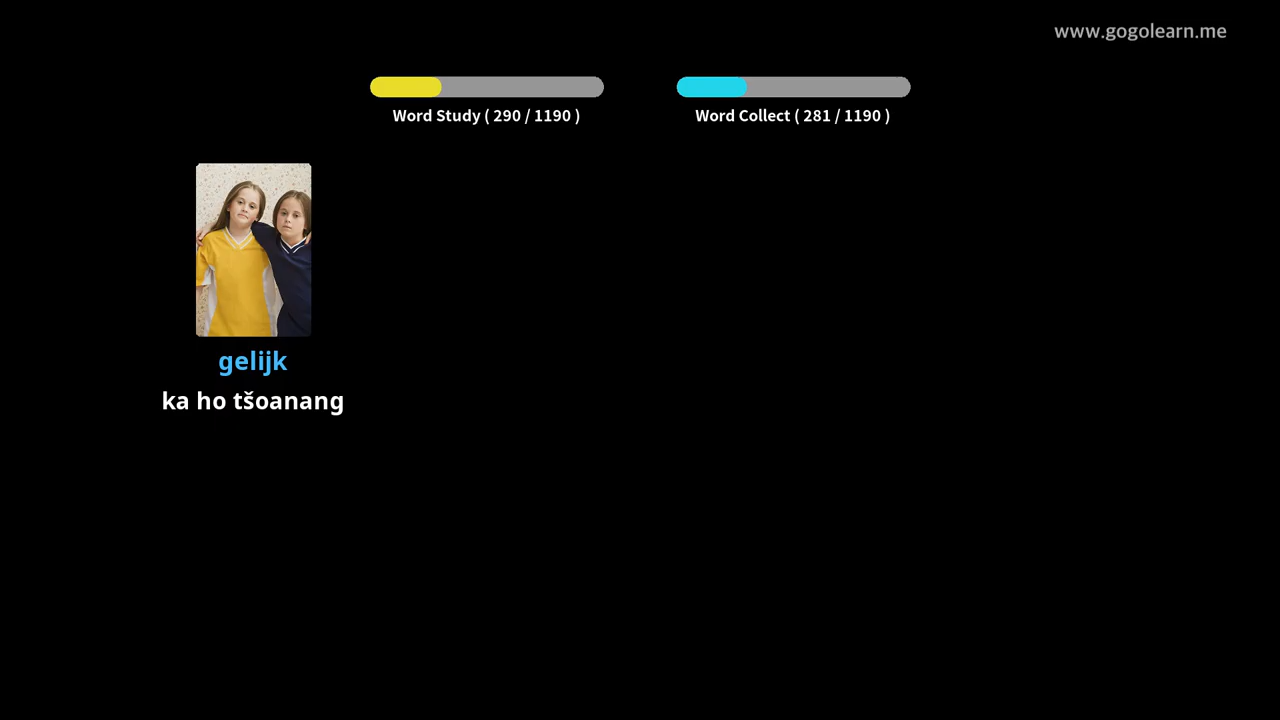 www.gogolearn.me
Word Study ( 290 / 1190 )
Word Collect ( 281 / 1190 )
gelijk
ka ho tšoanang